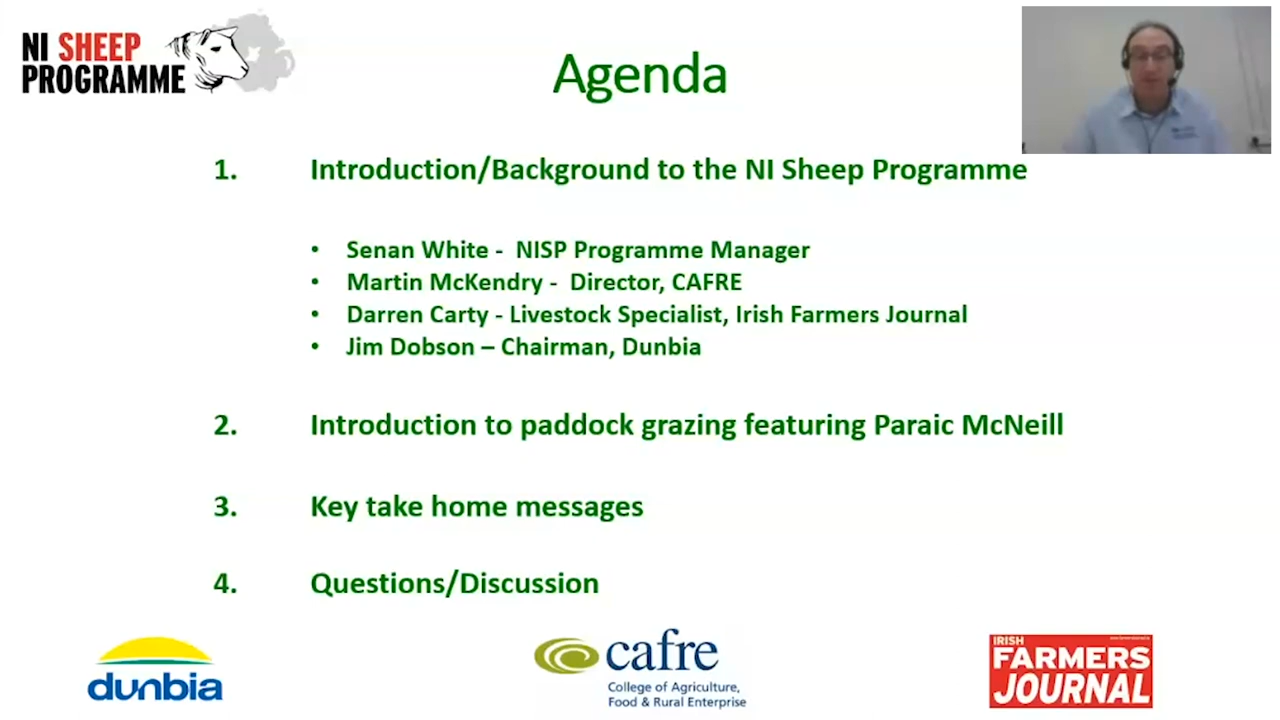 NI SHEEP
PROGRAMME
Agenda
1. Introduction/Background to the NI Sheep Programme
• Senan White - NISP Programme Manager
• Martin McKendry - Director, CAFRE
• Darren Carty - Livestock Specialist, Irish Farmers Journal
• Jim Dobson – Chairman, Dunbia
2. Introduction to paddock grazing featuring Paraic McNeill
3. Key take home messages
4. Questions/Discussion
dunbia
cafre
College of Agriculture,
Food & Rural Enterprise
IRISH
FARMERS
JOURNAL